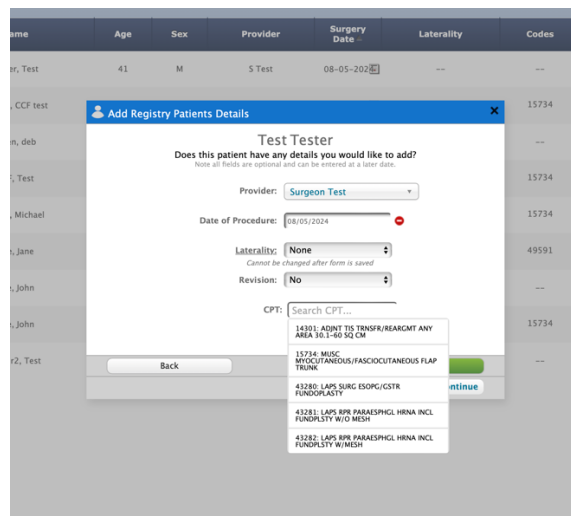 ame Age Sex Provider Surgery Date Laterality Codes
er, Test 41 M S Test 08-05-202 -- --
, CCF test 15734
Add Registry Patients Details
n, deb --
Test Tester
Does this patient have any details you would like to add?
Note all fields are optional and can be entered at a later date.
, Test 15734
Provider: Surgeon Test
, Michael 15734
Date of Procedure: 08/05/2024
, Jane 49591
Laterality: None
Cannot be changed after form is saved
Revision: No
, John --
CPT: Search CPT...
, John 15734
14301: ADJNT TIS TRNSFR/REARGMT ANY
AREA 30.1-60 SQ CM
15734: MUSC
MYOCUTANEOUS/FASCIOCUTANEOUS FLAP
TRUNK
r2, Test --
Back
43280: LAPS SURG ESOPG/GSTR
FUNDOPLASTY
ntinue
43281: LAPS RPR PARAESPHGL HRNA INCL
FUNDPLSTY W/O MESH
43282: LAPS RPR PARAESPHGL HRNA INCL
FUNDPLSTY W/MESH